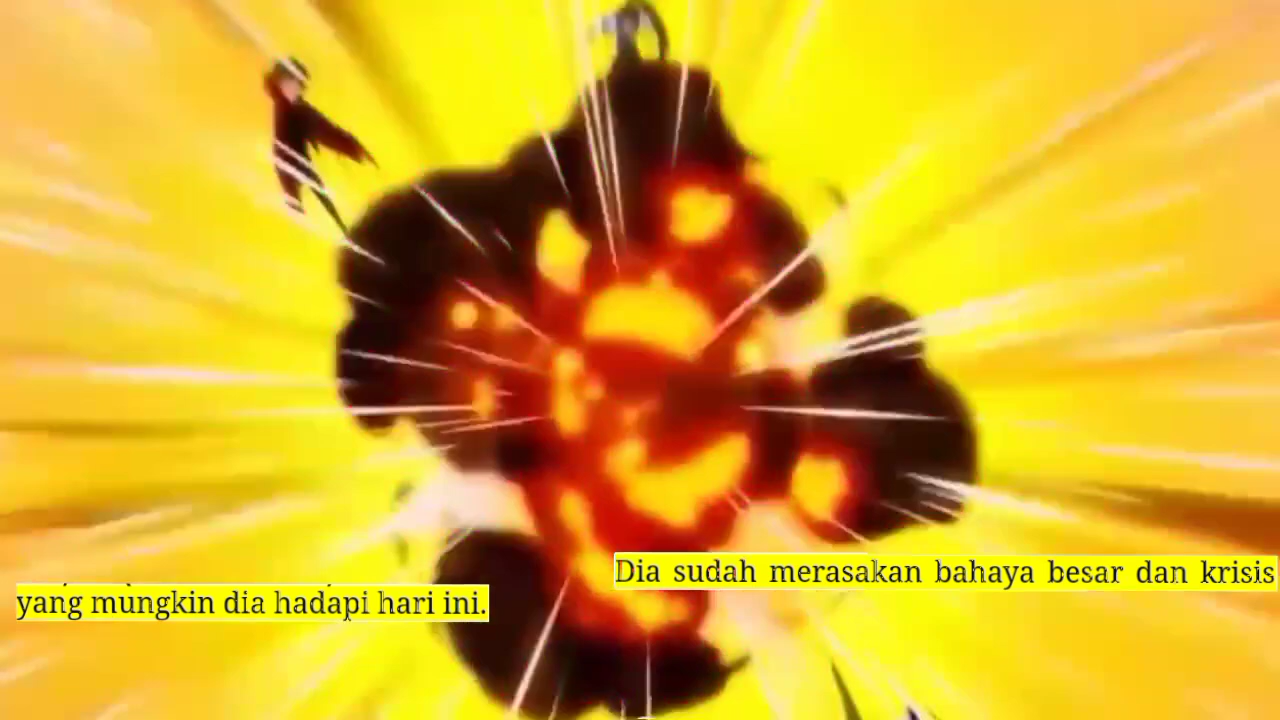 Dia sudah merasakan bahaya besar dan krisis
yang mungkin dia hadapi hari ini.